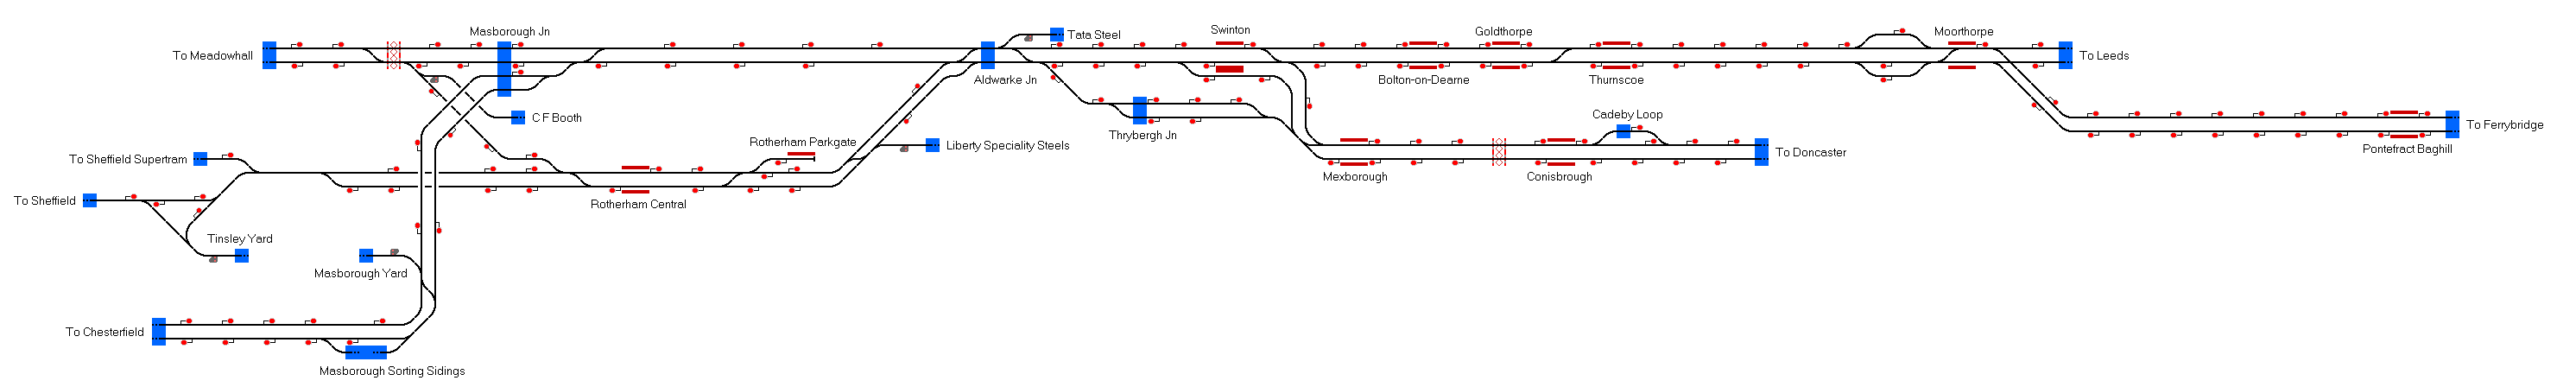 Masborough Jn
Tata Steel
Swinton
Goldthorpe
Moorthorpe
To Meadowhall
Aldwarke Jn
Bolton-on-Dearne
Thurnscoe
To Leeds
C F Booth
Thrybergh Jn
Cadeby Loop
To Ferrybridge
Rotherham Parkgate
Liberty Speciality Steels
To Doncaster
Pontefract Baghill
To Sheffield Supertram
Mexborough
Conisbrough
To Sheffield
Rotherham Central
Tinsley Yard
Masborough Yard
To Chesterfield
Masborough Sorting Sidings